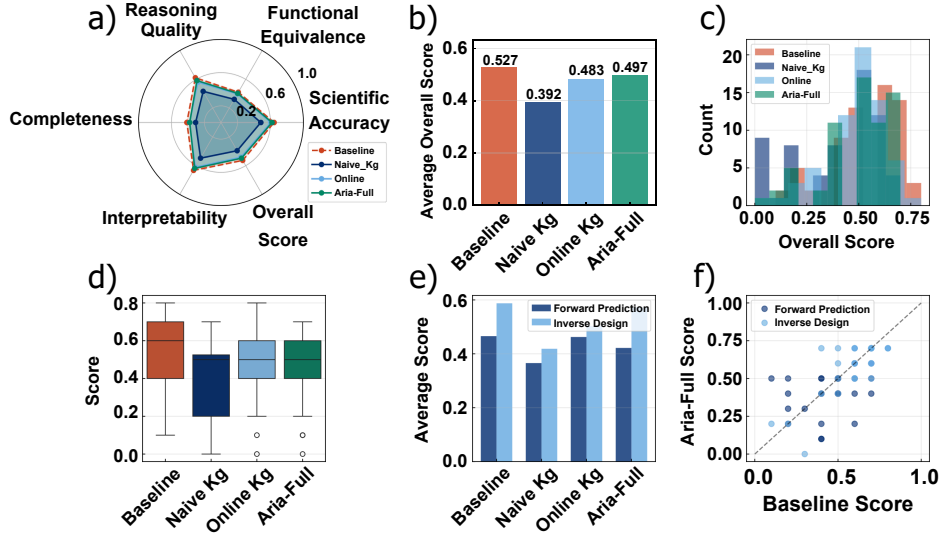 a)
Reasoning
Quality
Functional
Equivalence
1.0
0.6
0.2
Scientific
Accuracy
Completeness
Interpretability
Overall
Score
Baseline
Naive_Kg
Online
Aria-Full
b)
Average Overall Score
0.6
0.4
0.2
0.0
0.527
0.392
0.483
0.497
Baseline
Naive Kg
Online Kg
Aria-Full
c)
Count
20
15
10
5
0
Baseline
Naive_Kg
Online
Aria-Full
0.00
0.25
0.50
0.75
Overall Score
d)
Score
0.8
0.6
0.4
0.2
0.0
Baseline
Naive Kg
Online Kg
Aria-Full
e)
Average Score
0.6
0.4
0.2
0.0
Forward Prediction
Inverse Design
Baseline
Naive Kg
Online Kg
Aria-Full
f)
Aria-Full Score
1.00
0.75
0.50
0.25
0.00
Forward Prediction
Inverse Design
0.0
0.5
1.0
Baseline Score